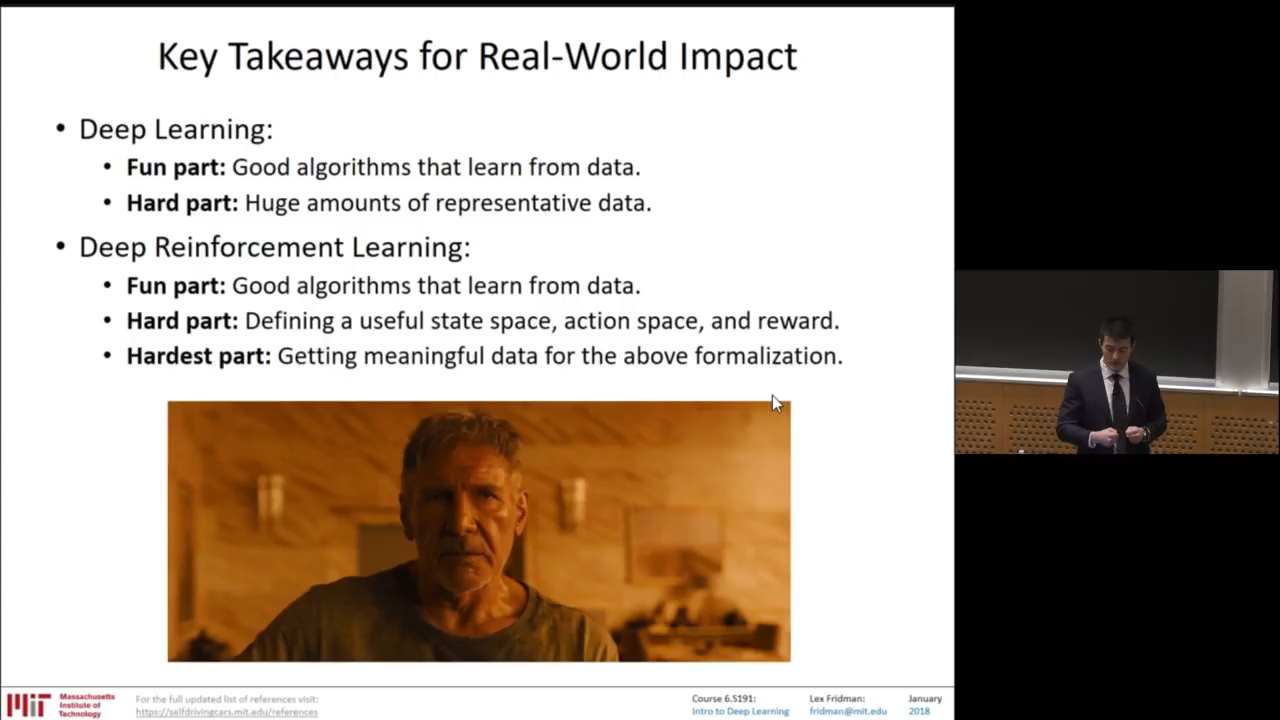 Key Takeaways for Real-World Impact
• Deep Learning:
• Fun part: Good algorithms that learn from data.
• Hard part: Huge amounts of representative data.
• Deep Reinforcement Learning:
• Fun part: Good algorithms that learn from data.
• Hard part: Defining a useful state space, action space, and reward.
• Hardest part: Getting meaningful data for the above formalization.
MIT
Massachusetts
Institute of
Technology
For the full updated list of references visit:
https://selfdrivingcars.mit.edu/references
Course 6.S191:
Intro to Deep Learning
Lex Fridman:
fridman@mit.edu
January
2018